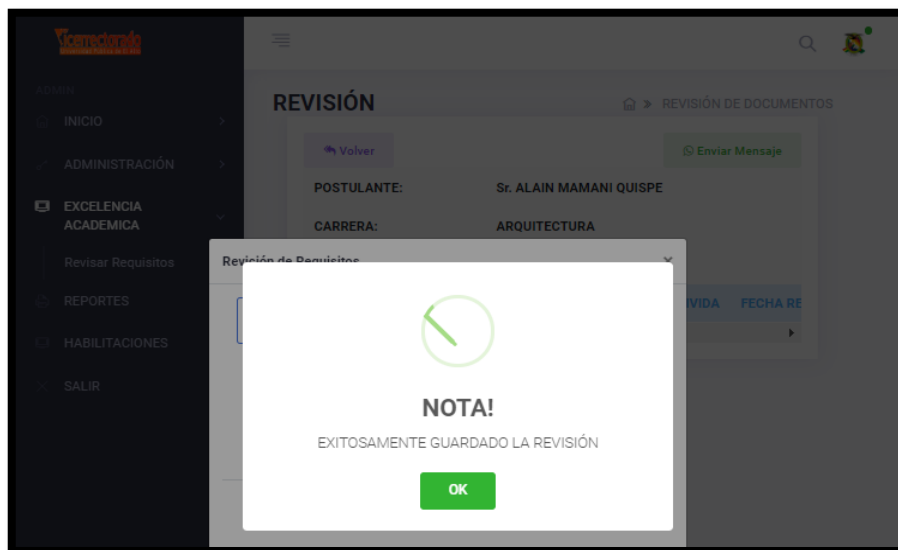 Vicerrectorado
ADMIN
INICIO
ADMINISTRACIÓN
EXCELENCIA
ACADEMICA
Revisar Requisitos
REPORTES
HABILITACIONES
SALIR
REVISIÓN
REVISIÓN DE DOCUMENTOS
Volver
Enviar Mensaje
POSTULANTE: Sr. ALAIN MAMANI QUISPE
CARRERA: ARQUITECTURA
Revisión de Requisitos
FECHA RE
NOTA!
EXITOSAMENTE GUARDADO LA REVISIÓN
OK